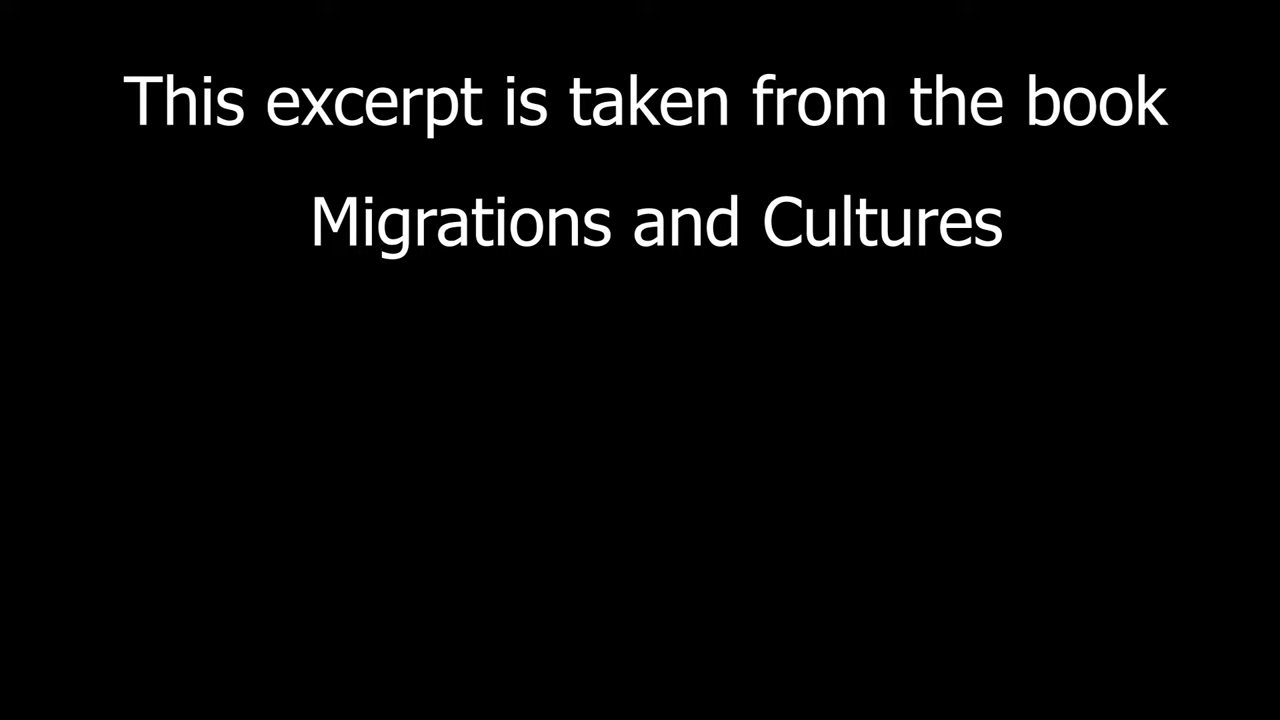 This excerpt is taken from the book
Migrations and Cultures